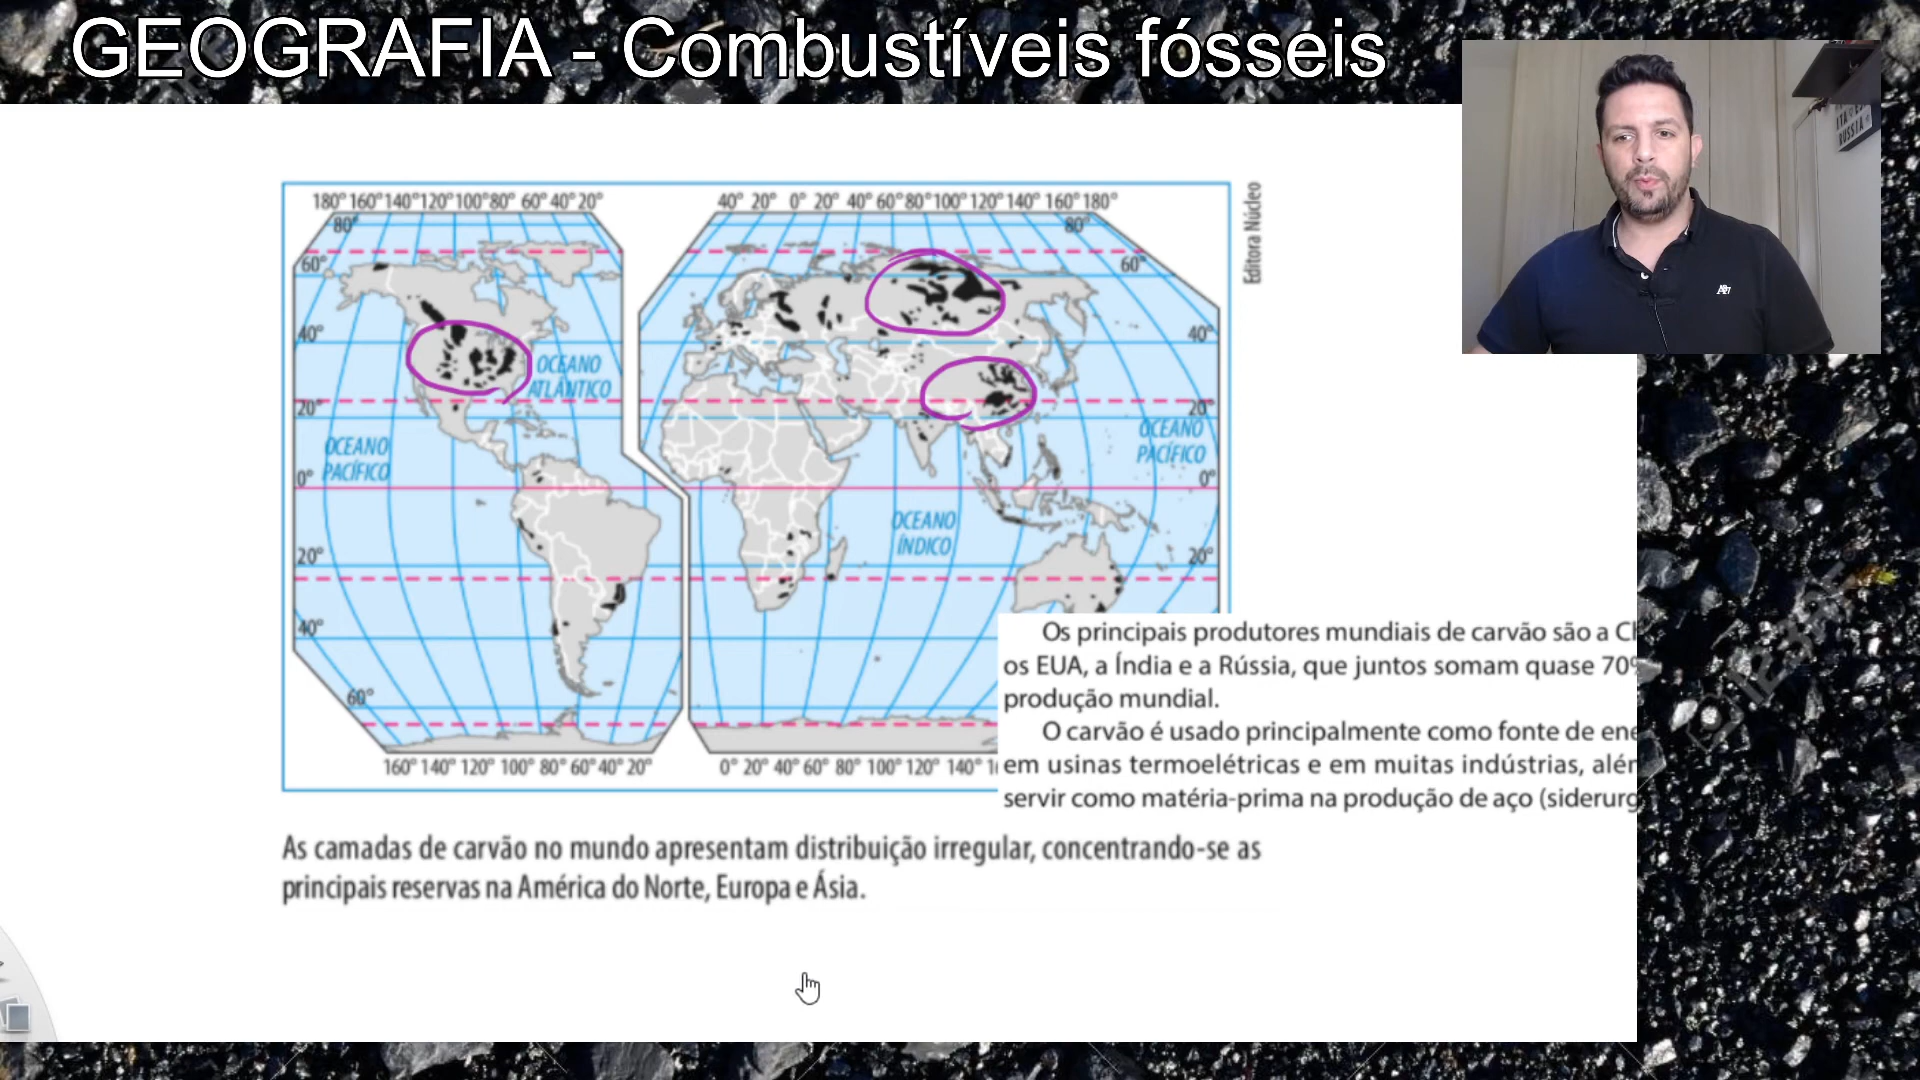 GEOGRAFIA - Combustíveis fósseis
180° 160° 140° 120° 100° 80° 60° 40° 20°
40° 20° 0° 20° 40° 60° 80° 100° 120° 140° 160° 180°
80°
80°
60°
60°
40°
40°
OCEANO
ATLÂNTICO
20°
20°
OCEANO
PACÍFICO
OCEANO
PACÍFICO
0°
0°
OCEANO
ÍNDICO
20°
20°
40°
60°
160° 140° 120° 100° 80° 60° 40° 20°
0° 20° 40° 60° 80° 100° 120° 140°
Editora Núcleo
Os principais produtores mundiais de carvão são a
os EUA, a Índia e a Rússia, que juntos somam quase 70
produção mundial.
O carvão é usado principalmente como fonte de
em usinas termoelétricas e em muitas indústrias,
servir como matéria-prima na produção de aço
As camadas de carvão no mundo apresentam distribuição irregular, concentrando-se as
principais reservas na América do Norte, Europa e Ásia.
RUSSIA